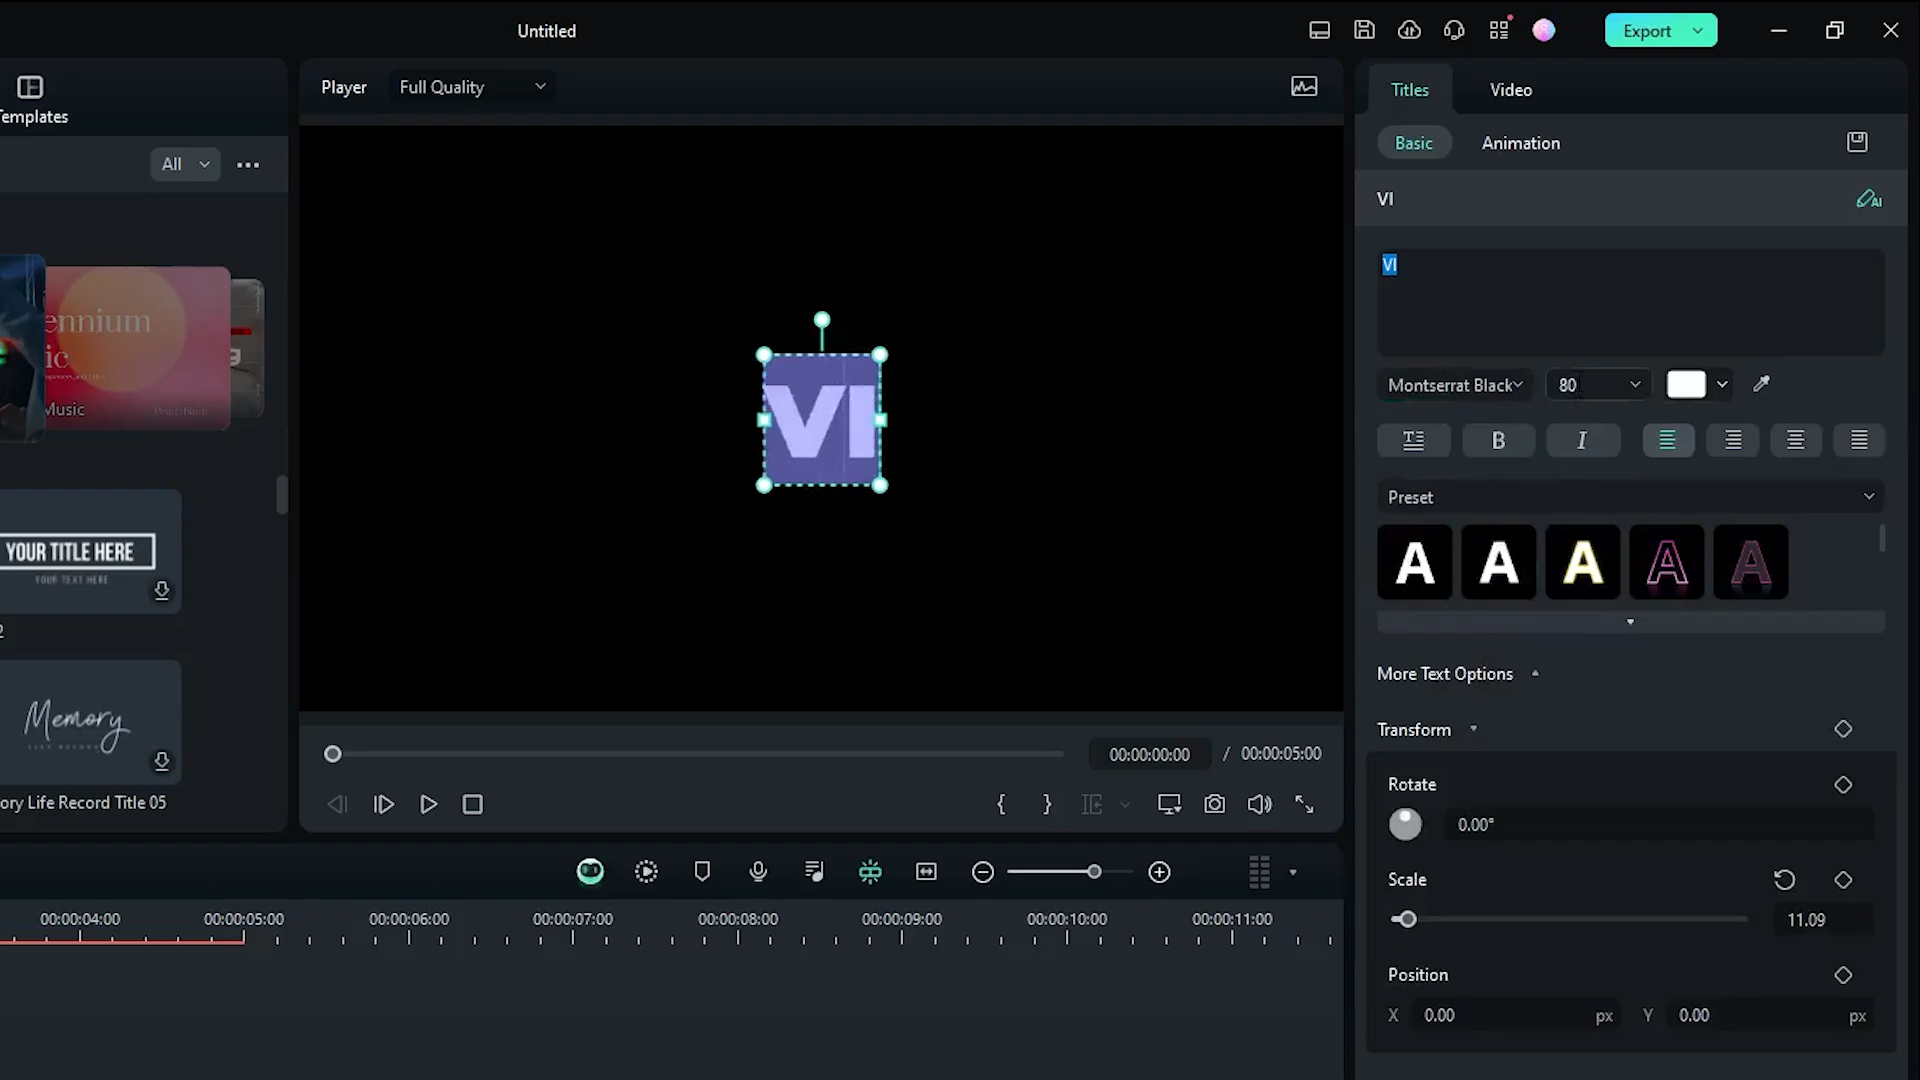 Untitled
Export
Templates
Player
Full Quality
Titles
Video
All
Basic
Animation
VI
VI
ennium
ic
Music
VI
Montserrat Black
80
B
I
Preset
A A A A A
YOUR TITLE HERE
YOUR TEXT HERE
2
Memory
ory Life Record Title 05
More Text Options
Transform
00:00:00:00 / 00:00:05:00
Rotate
0.00°
Scale
11.09
00:00:04:00 00:00:05:00 00:00:06:00 00:00:07:00 00:00:08:00 00:00:09:00 00:00:10:00 00:00:11:00
Position
X 0.00 px Y 0.00 px